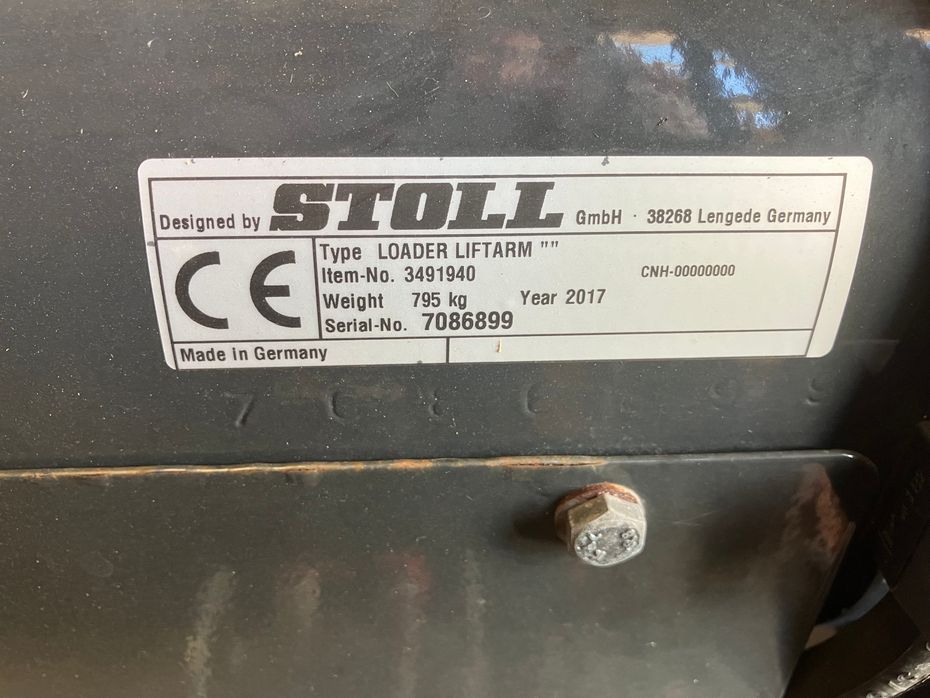 Designed by STOLL GmbH · 38268 Lengede Germany
CE
Type LOADER LIFTARM ""
Item-No. 3491940 CNH-00000000
Weight 795 kg Year 2017
Serial-No. 7086899
Made in Germany